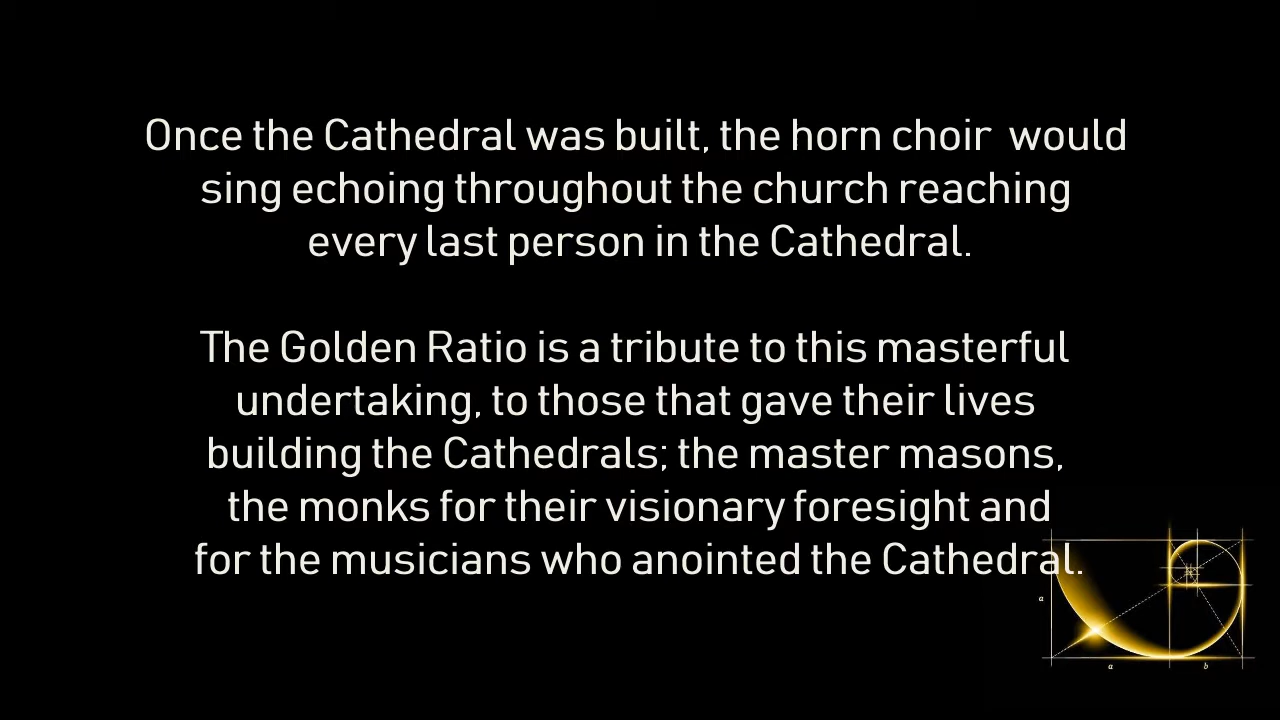 Once the Cathedral was built, the horn choir  would
sing echoing throughout the church reaching
every last person in the Cathedral.
The Golden Ratio is a tribute to this masterful
undertaking, to those that gave their lives
building the Cathedrals; the master masons,
the monks for their visionary foresight and
for the musicians who anointed the Cathedral.
a
a
b